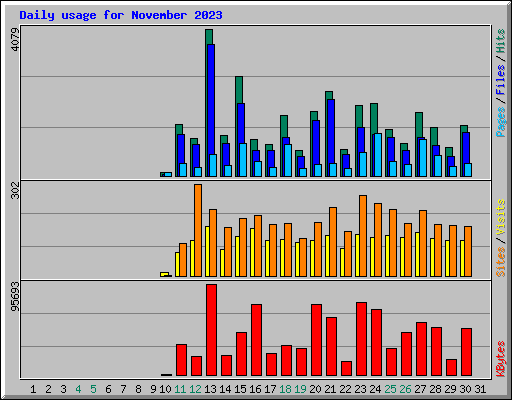 Daily usage for November 2023
4079
302
95693
Pages / Files / Hits
Sites / Visits
KBytes
1 2 3 4 5 6 7 8 9 10 11 12 13 14 15 16 17 18 19 20 21 22 23 24 25 26 27 28 29 30 31